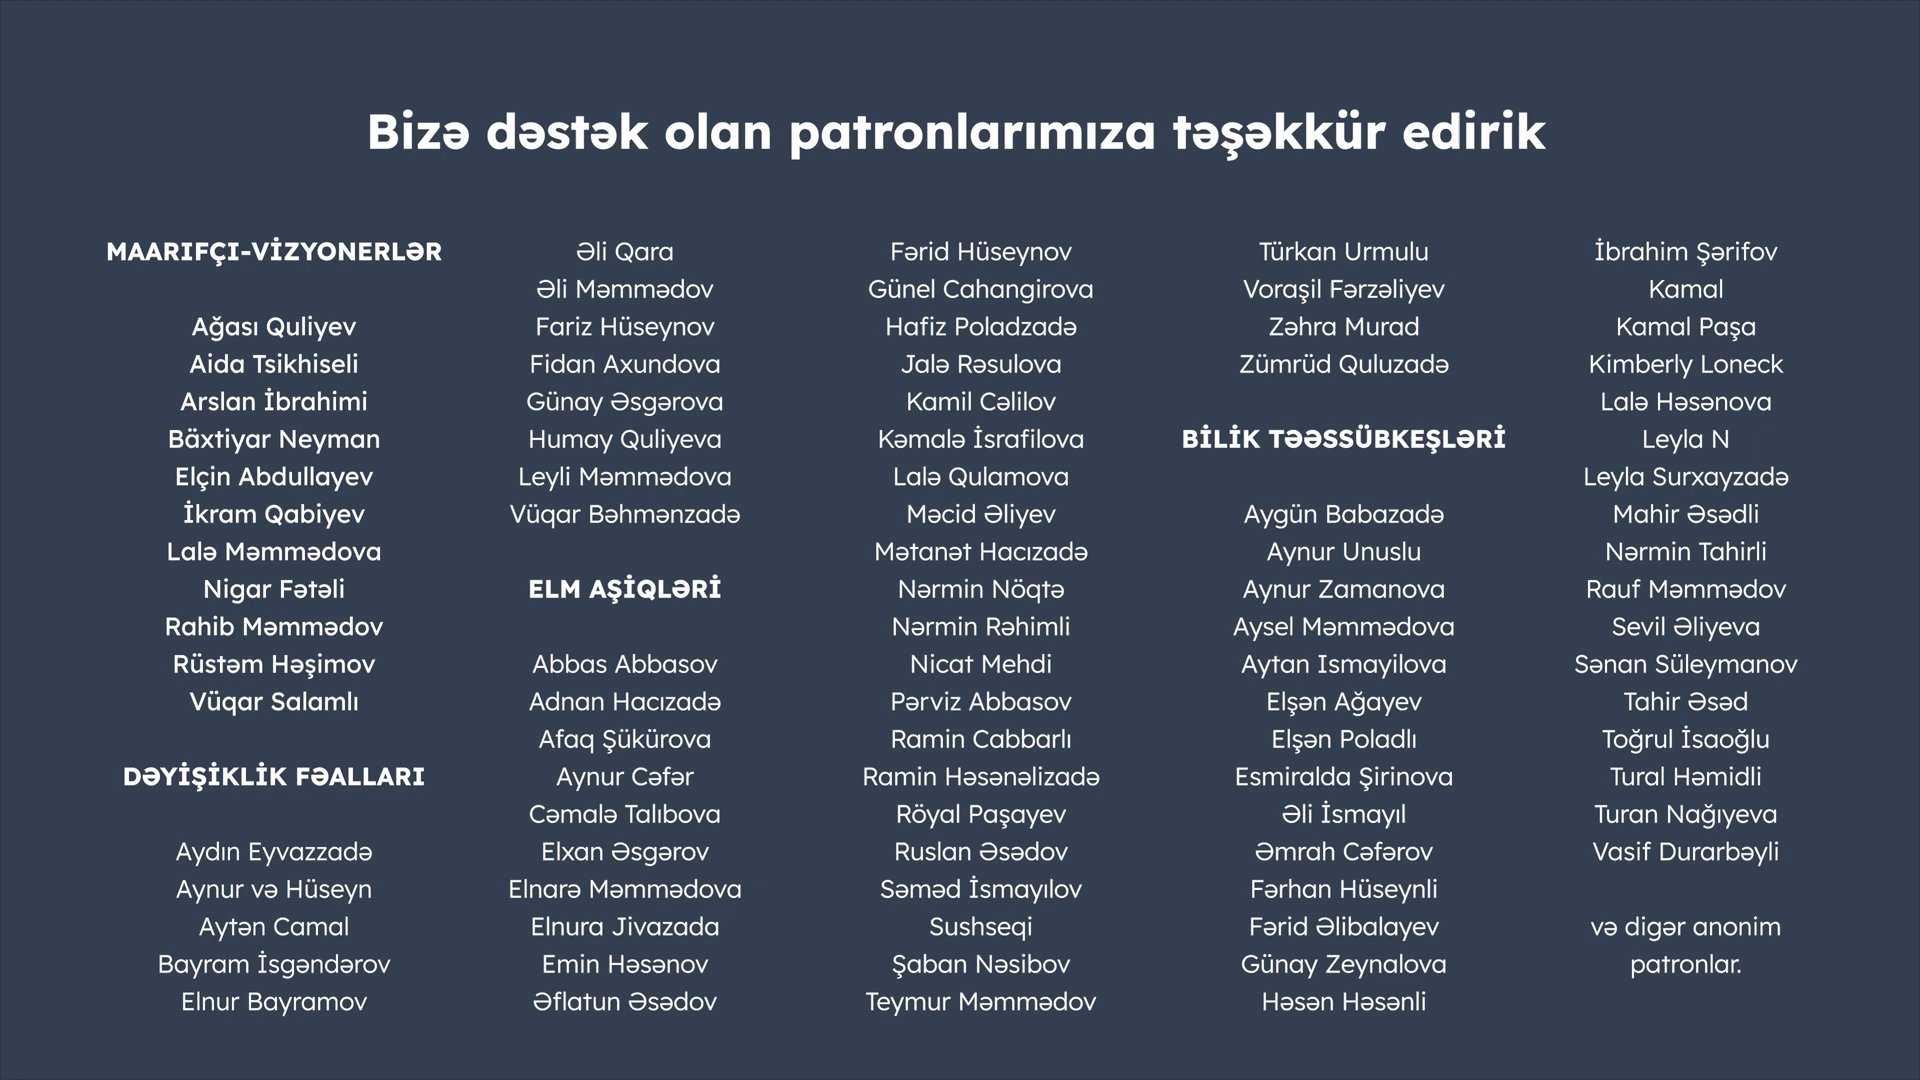 Bizə dəstək olan patronlarımıza təşəkkür edirik
MAARIFÇI-VİZYONERLƏR
Ağası Quliyev
Aida Tsikhiseli
Arslan İbrahimi
Bäxtiyar Neyman
Elçin Abdullayev
İkram Qabiyev
Lalə Məmmədova
Nigar Fətəli
Rahib Məmmədov
Rüstəm Həşimov
Vüqar Salamlı
DƏYİŞİKLİK FƏALLARI
Aydın Eyvazzadə
Aynur və Hüseyn
Aytən Camal
Bayram İsgəndərov
Elnur Bayramov
Əli Qara
Əli Məmmədov
Fariz Hüseynov
Fidan Axundova
Günay Əsgərova
Humay Quliyeva
Leyli Məmmədova
Vüqar Bəhmənzadə
ELM AŞİQLƏRİ
Abbas Abbasov
Adnan Hacızadə
Afaq Şükürova
Aynur Cəfər
Cəmalə Talıbova
Elxan Əsgərov
Elnarə Məmmədova
Elnura Jivazada
Emin Həsənov
Əflatun Əsədov
Fərid Hüseynov
Günel Cahangirova
Hafiz Poladzadə
Jalə Rəsulova
Kamil Cəlilov
Kəmalə İsrafilova
Lalə Qulamova
Məcid Əliyev
Mətanət Hacızadə
Nərmin Nöqtə
Nərmin Rəhimli
Nicat Mehdi
Pərviz Abbasov
Ramin Cabbarlı
Ramin Həsənəlizadə
Röyal Paşayev
Ruslan Əsədov
Səməd İsmayılov
Sushseqi
Şaban Nəsibov
Teymur Məmmədov
Türkan Urmulu
Voraşil Fərzəliyev
Zəhra Murad
Zümrüd Quluzadə
BİLİK TƏƏSSÜBKEŞLƏRİ
Aygün Babazadə
Aynur Unuslu
Aynur Zamanova
Aysel Məmmədova
Aytan Ismayilova
Elşən Ağayev
Elşən Poladlı
Esmiralda Şirinova
Əli İsmayıl
Əmrah Cəfərov
Fərhan Hüseynli
Fərid Əlibalayev
Günay Zeynalova
Həsən Həsənli
İbrahim Şərifov
Kamal
Kamal Paşa
Kimberly Loneck
Lalə Həsənova
Leyla N
Leyla Surxayzadə
Mahir Əsədli
Nərmin Tahirli
Rauf Məmmədov
Sevil Əliyeva
Sənan Süleymanov
Tahir Əsəd
Toğrul İsaoğlu
Tural Həmidli
Turan Nağıyeva
Vasif Durarbəyli
və digər anonim
patronlar.